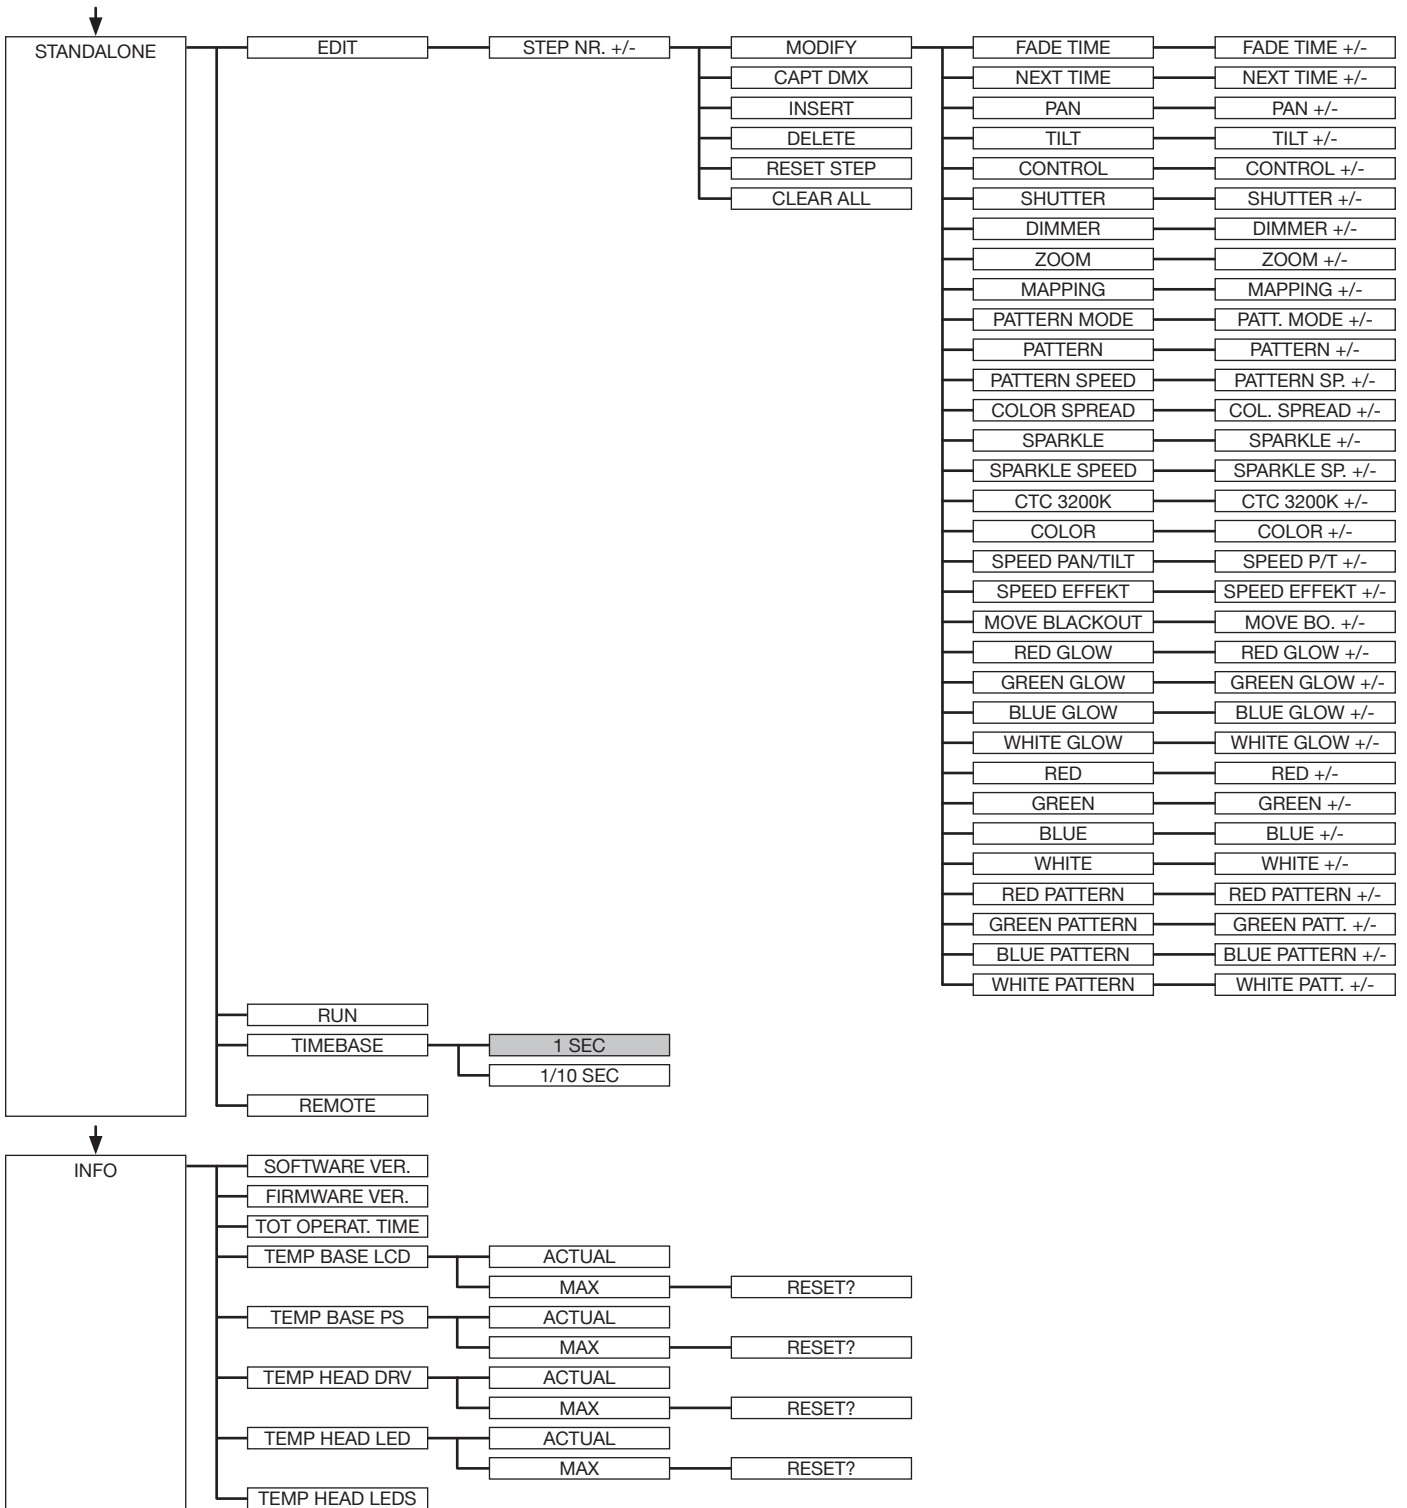 STANDALONE EDIT STEP NR. +/- MODIFY FADE TIME FADE TIME +/-
CAPT DMX NEXT TIME NEXT TIME +/-
INSERT PAN PAN +/-
DELETE TILT TILT +/-
RESET STEP CONTROL CONTROL +/-
CLEAR ALL SHUTTER SHUTTER +/-
DIMMER DIMMER +/-
ZOOM ZOOM +/-
MAPPING MAPPING +/-
PATTERN MODE PATT. MODE +/-
PATTERN PATTERN +/-
PATTERN SPEED PATTERN SP. +/-
COLOR SPREAD COL. SPREAD +/-
SPARKLE SPARKLE +/-
SPARKLE SPEED SPARKLE SP. +/-
CTC 3200K CTC 3200K +/-
COLOR COLOR +/-
SPEED PAN/TILT SPEED P/T +/-
SPEED EFFEKT SPEED EFFEKT +/-
MOVE BLACKOUT MOVE BO. +/-
RED GLOW RED GLOW +/-
GREEN GLOW GREEN GLOW +/-
BLUE GLOW BLUE GLOW +/-
WHITE GLOW WHITE GLOW +/-
RED RED +/-
GREEN GREEN +/-
BLUE BLUE +/-
WHITE WHITE +/-
RED PATTERN RED PATTERN +/-
GREEN PATTERN GREEN PATT. +/-
BLUE PATTERN BLUE PATTERN +/-
WHITE PATTERN WHITE PATT. +/-
RUN
TIMEBASE 1 SEC
1/10 SEC
REMOTE
INFO SOFTWARE VER.
FIRMWARE VER.
TOT OPERAT. TIME
TEMP BASE LCD ACTUAL
MAX RESET?
TEMP BASE PS ACTUAL
MAX RESET?
TEMP HEAD DRV ACTUAL
MAX RESET?
TEMP HEAD LED ACTUAL
MAX RESET?
TEMP HEAD LEDS